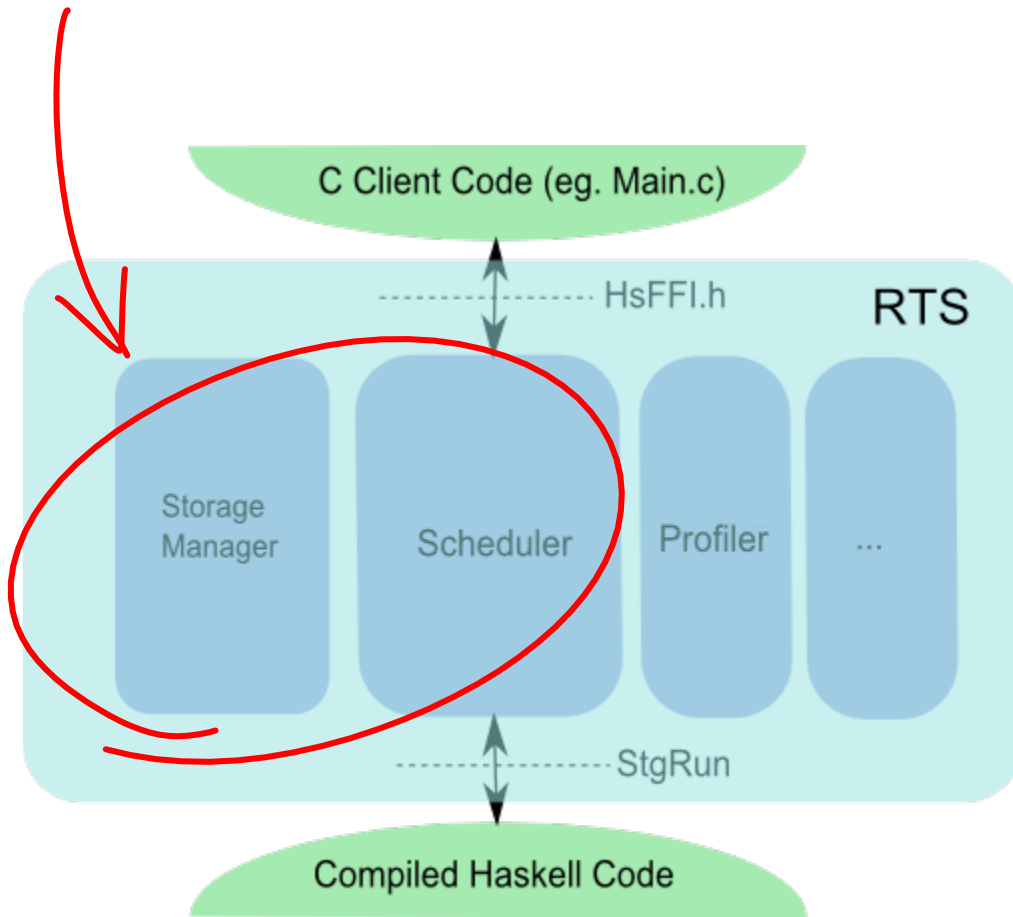 C Client Code (eg. Main.c)
HsFFI.h
RTS
Storage
Manager
Scheduler
Profiler
...
StgRun
Compiled Haskell Code